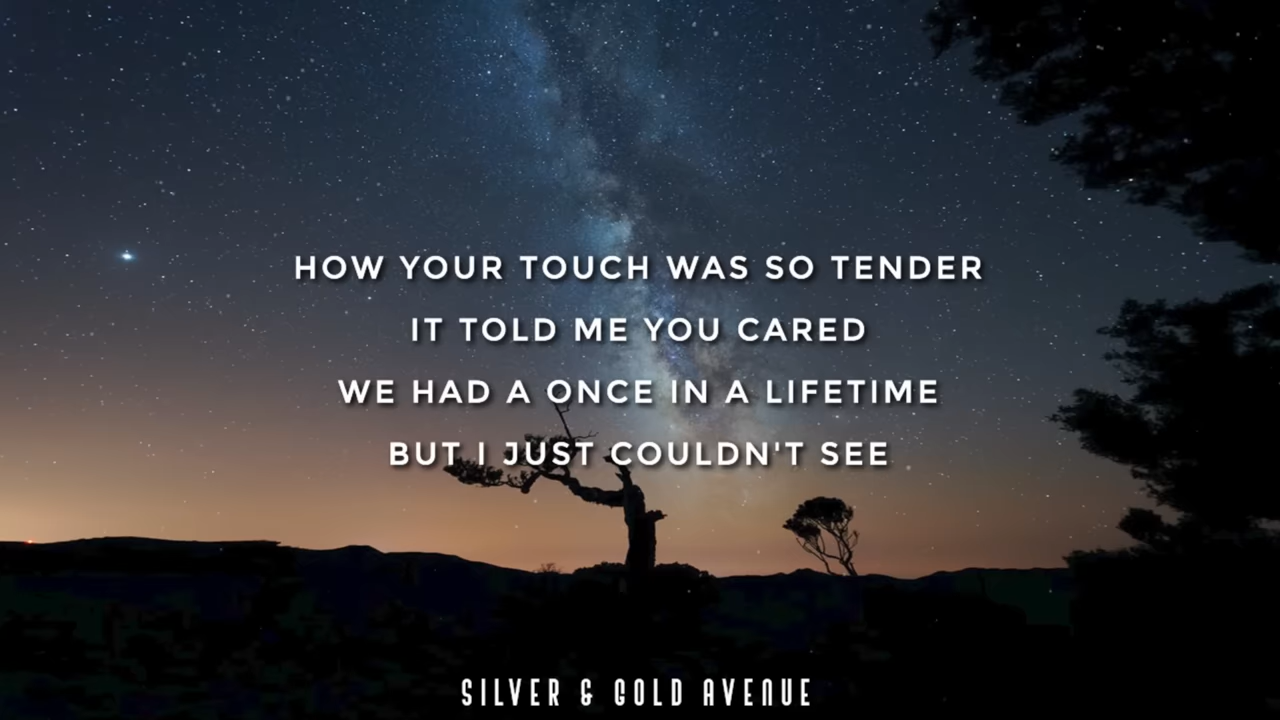 HOW YOUR TOUCH WAS SO TENDER
IT TOLD ME YOU CARED
WE HAD A ONCE IN A LIFETIME
BUT I JUST COULDN'T SEE
SILVER & GOLD AVENUE